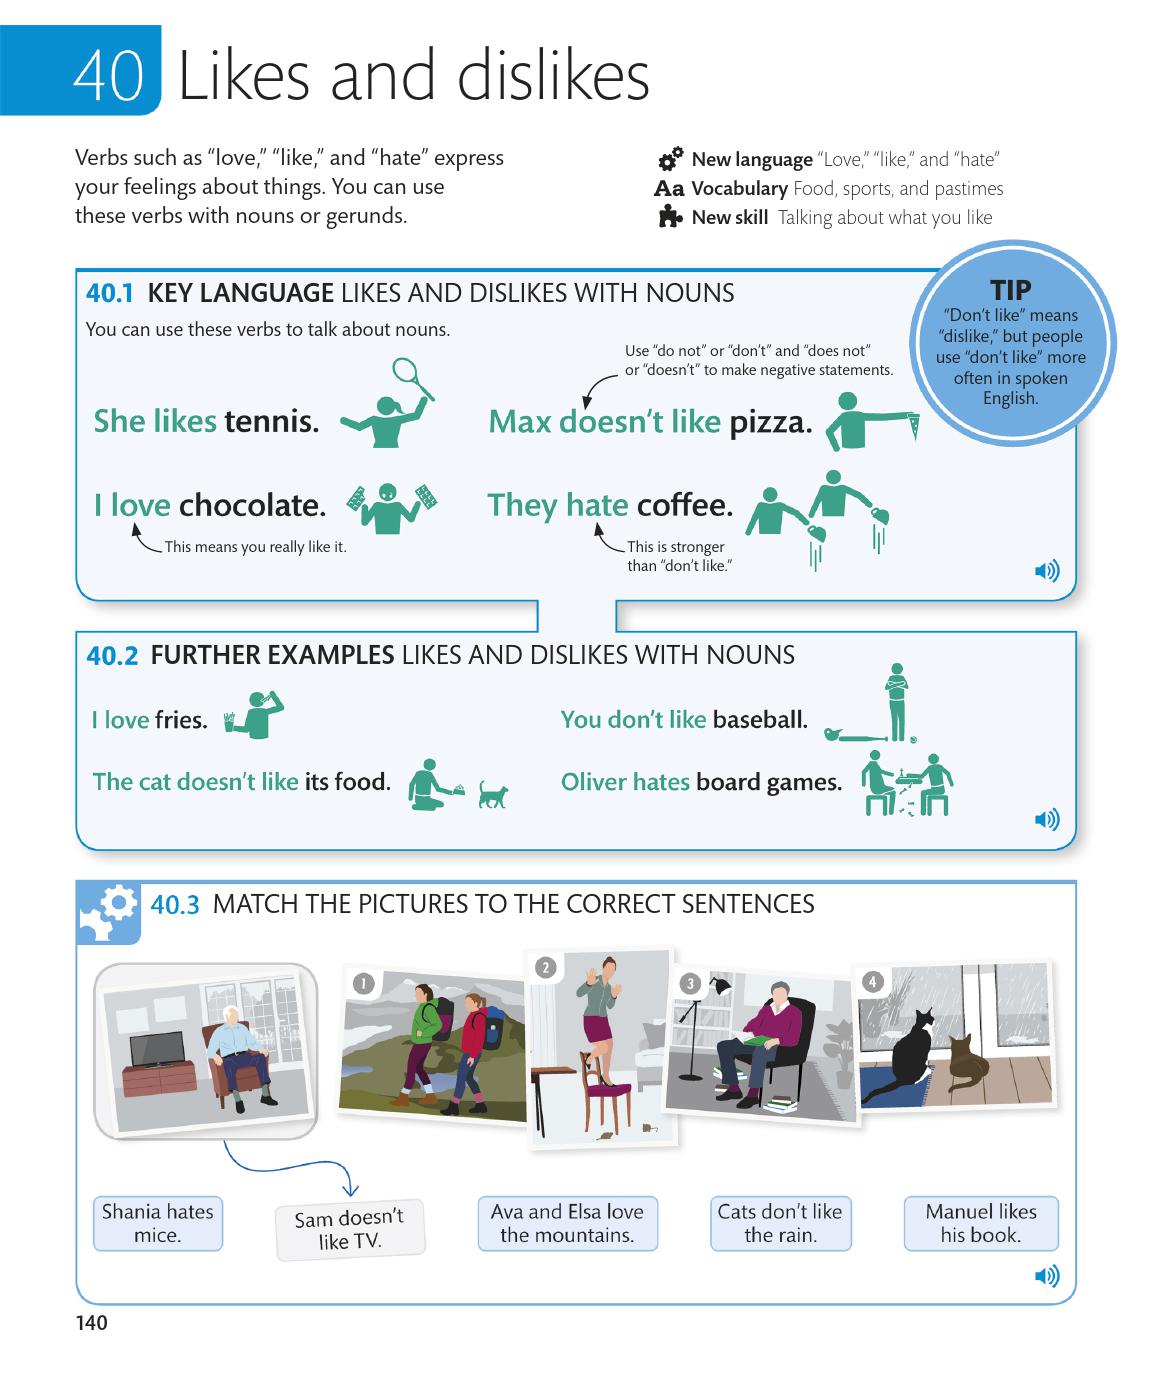 40 Likes and dislikes
Verbs such as “love,” “like,” and “hate” express
your feelings about things. You can use
these verbs with nouns or gerunds.
New language “Love,” “like,” and “hate”
Aa Vocabulary Food, sports, and pastimes
New skill Talking about what you like
40.1 KEY LANGUAGE LIKES AND DISLIKES WITH NOUNS
You can use these verbs to talk about nouns.
TIP
“Don’t like” means
“dislike,” but people
use “don’t like” more
often in spoken
English.
Use “do not” or “don’t” and “does not”
or “doesn’t” to make negative statements.
She likes tennis.
Max doesn’t like pizza.
I love chocolate.
This means you really like it.
They hate coffee.
This is stronger
than “don’t like.”
40.2 FURTHER EXAMPLES LIKES AND DISLIKES WITH NOUNS
I love fries.
You don’t like baseball.
The cat doesn’t like its food.
Oliver hates board games.
40.3 MATCH THE PICTURES TO THE CORRECT SENTENCES
1
2
3
4
Shania hates
mice.
Sam doesn’t
like TV.
Ava and Elsa love
the mountains.
Cats don’t like
the rain.
Manuel likes
his book.
140